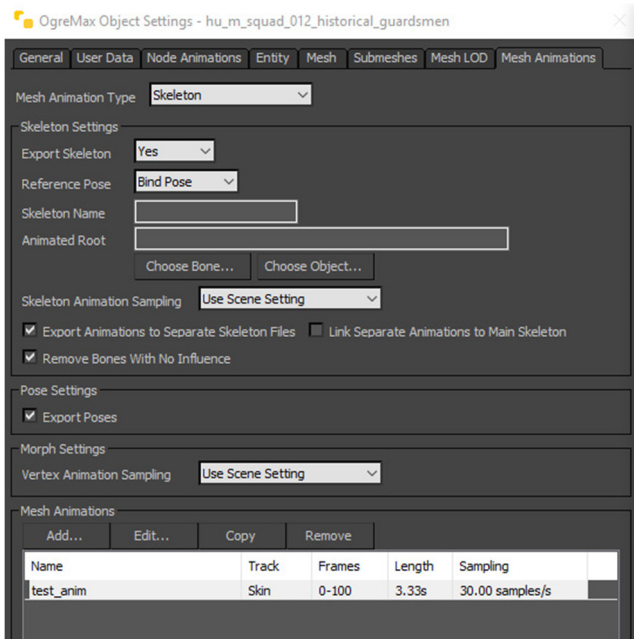 OgreMax Object Settings - hu_m_squad_012_historical_guardsmen
General User Data Node Animations Entity Mesh Submeshes Mesh LOD Mesh Animations
Mesh Animation Type Skeleton
Skeleton Settings
Export Skeleton Yes
Reference Pose Bind Pose
Skeleton Name
Animated Root
Choose Bone... Choose Object...
Skeleton Animation Sampling Use Scene Setting
Export Animations to Separate Skeleton Files Link Separate Animations to Main Skeleton
Remove Bones With No Influence
Pose Settings
Export Poses
Morph Settings
Vertex Animation Sampling Use Scene Setting
Mesh Animations
Add... Edit... Copy Remove
Name Track Frames Length Sampling
test_anim Skin 0-100 3.33s 30.00 samples/s